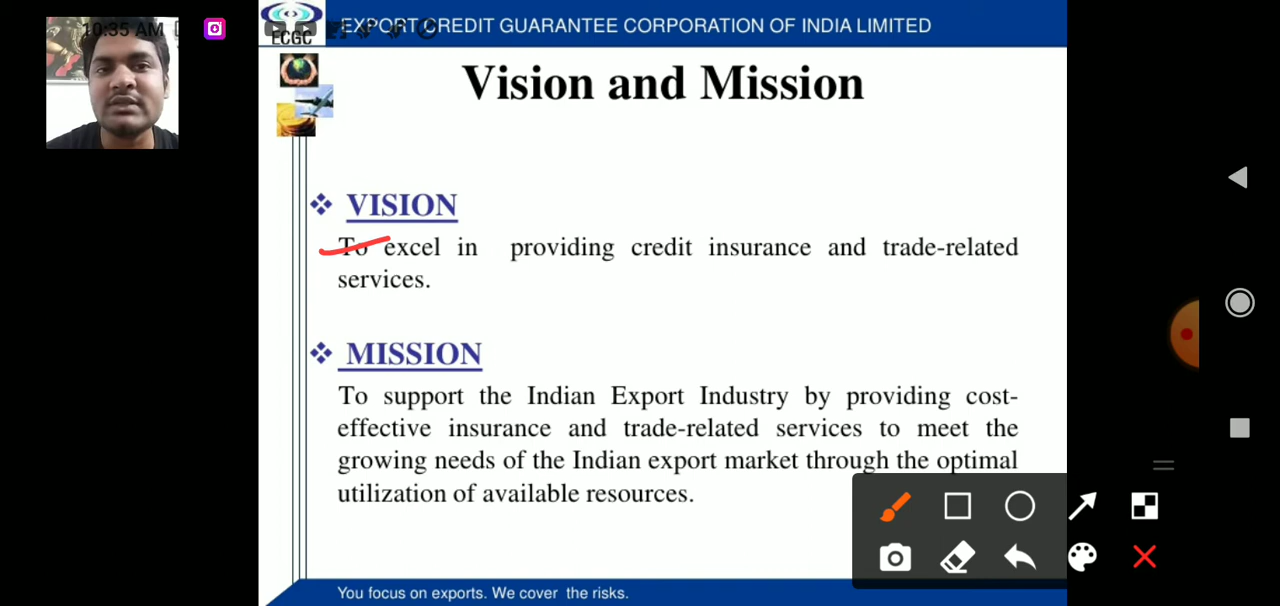 10:35 AM
ECGC
EXPORT CREDIT GUARANTEE CORPORATION OF INDIA LIMITED
Vision and Mission
VISION
To excel in providing credit insurance and trade-related
services.
MISSION
To support the Indian Export Industry by providing cost-
effective insurance and trade-related services to meet the
growing needs of the Indian export market through the optimal
utilization of available resources.
You focus on exports. We cover the risks.